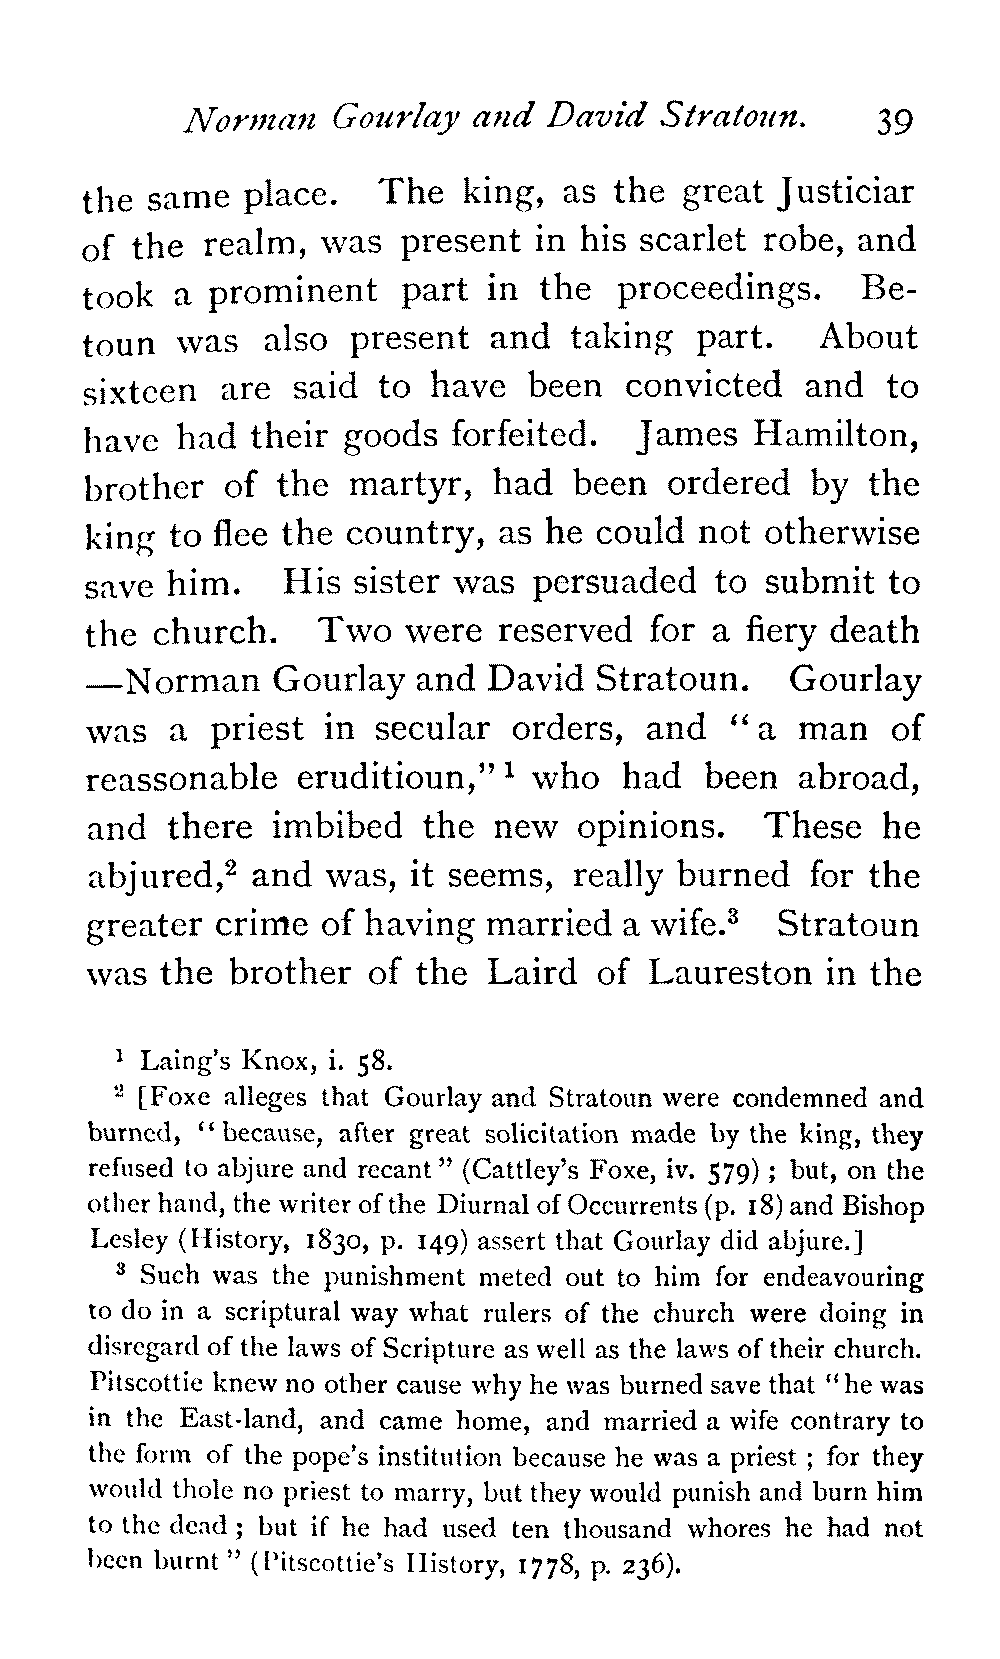 Norman Gourlay and David Stratoun. 39
the same place. The king, as the great Justiciar
of the realm, was present in his scarlet robe, and
took a prominent part in the proceedings. Be-
toun was also present and taking part. About
sixteen are said to have been convicted and to
have had their goods forfeited. James Hamilton,
brother of the martyr, had been ordered by the
king to flee the country, as he could not otherwise
save him. His sister was persuaded to submit to
the church. Two were reserved for a fiery death
—Norman Gourlay and David Stratoun. Gourlay
was a priest in secular orders, and “a man of
reassonable eruditioun,”¹ who had been abroad,
and there imbibed the new opinions. These he
abjured,² and was, it seems, really burned for the
greater crime of having married a wife.³ Stratoun
was the brother of the Laird of Laureston in the
¹ Laing's Knox, i. 58.
² [Foxe alleges that Gourlay and Stratoun were condemned and
burned, “because, after great solicitation made by the king, they
refused to abjure and recant” (Cattley's Foxe, iv. 579); but, on the
other hand, the writer of the Diurnal of Occurrents (p. 18) and Bishop
Lesley (History, 1830, p. 149) assert that Gourlay did abjure.]
³ Such was the punishment meted out to him for endeavouring
to do in a scriptural way what rulers of the church were doing in
disregard of the laws of Scripture as well as the laws of their church.
Pitscottie knew no other cause why he was burned save that “he was
in the East-land, and came home, and married a wife contrary to
the form of the pope's institution because he was a priest; for they
would thole no priest to marry, but they would punish and burn him
to the dead; but if he had used ten thousand whores he had not
been burnt” (Pitscottie's History, 1778, p. 236).